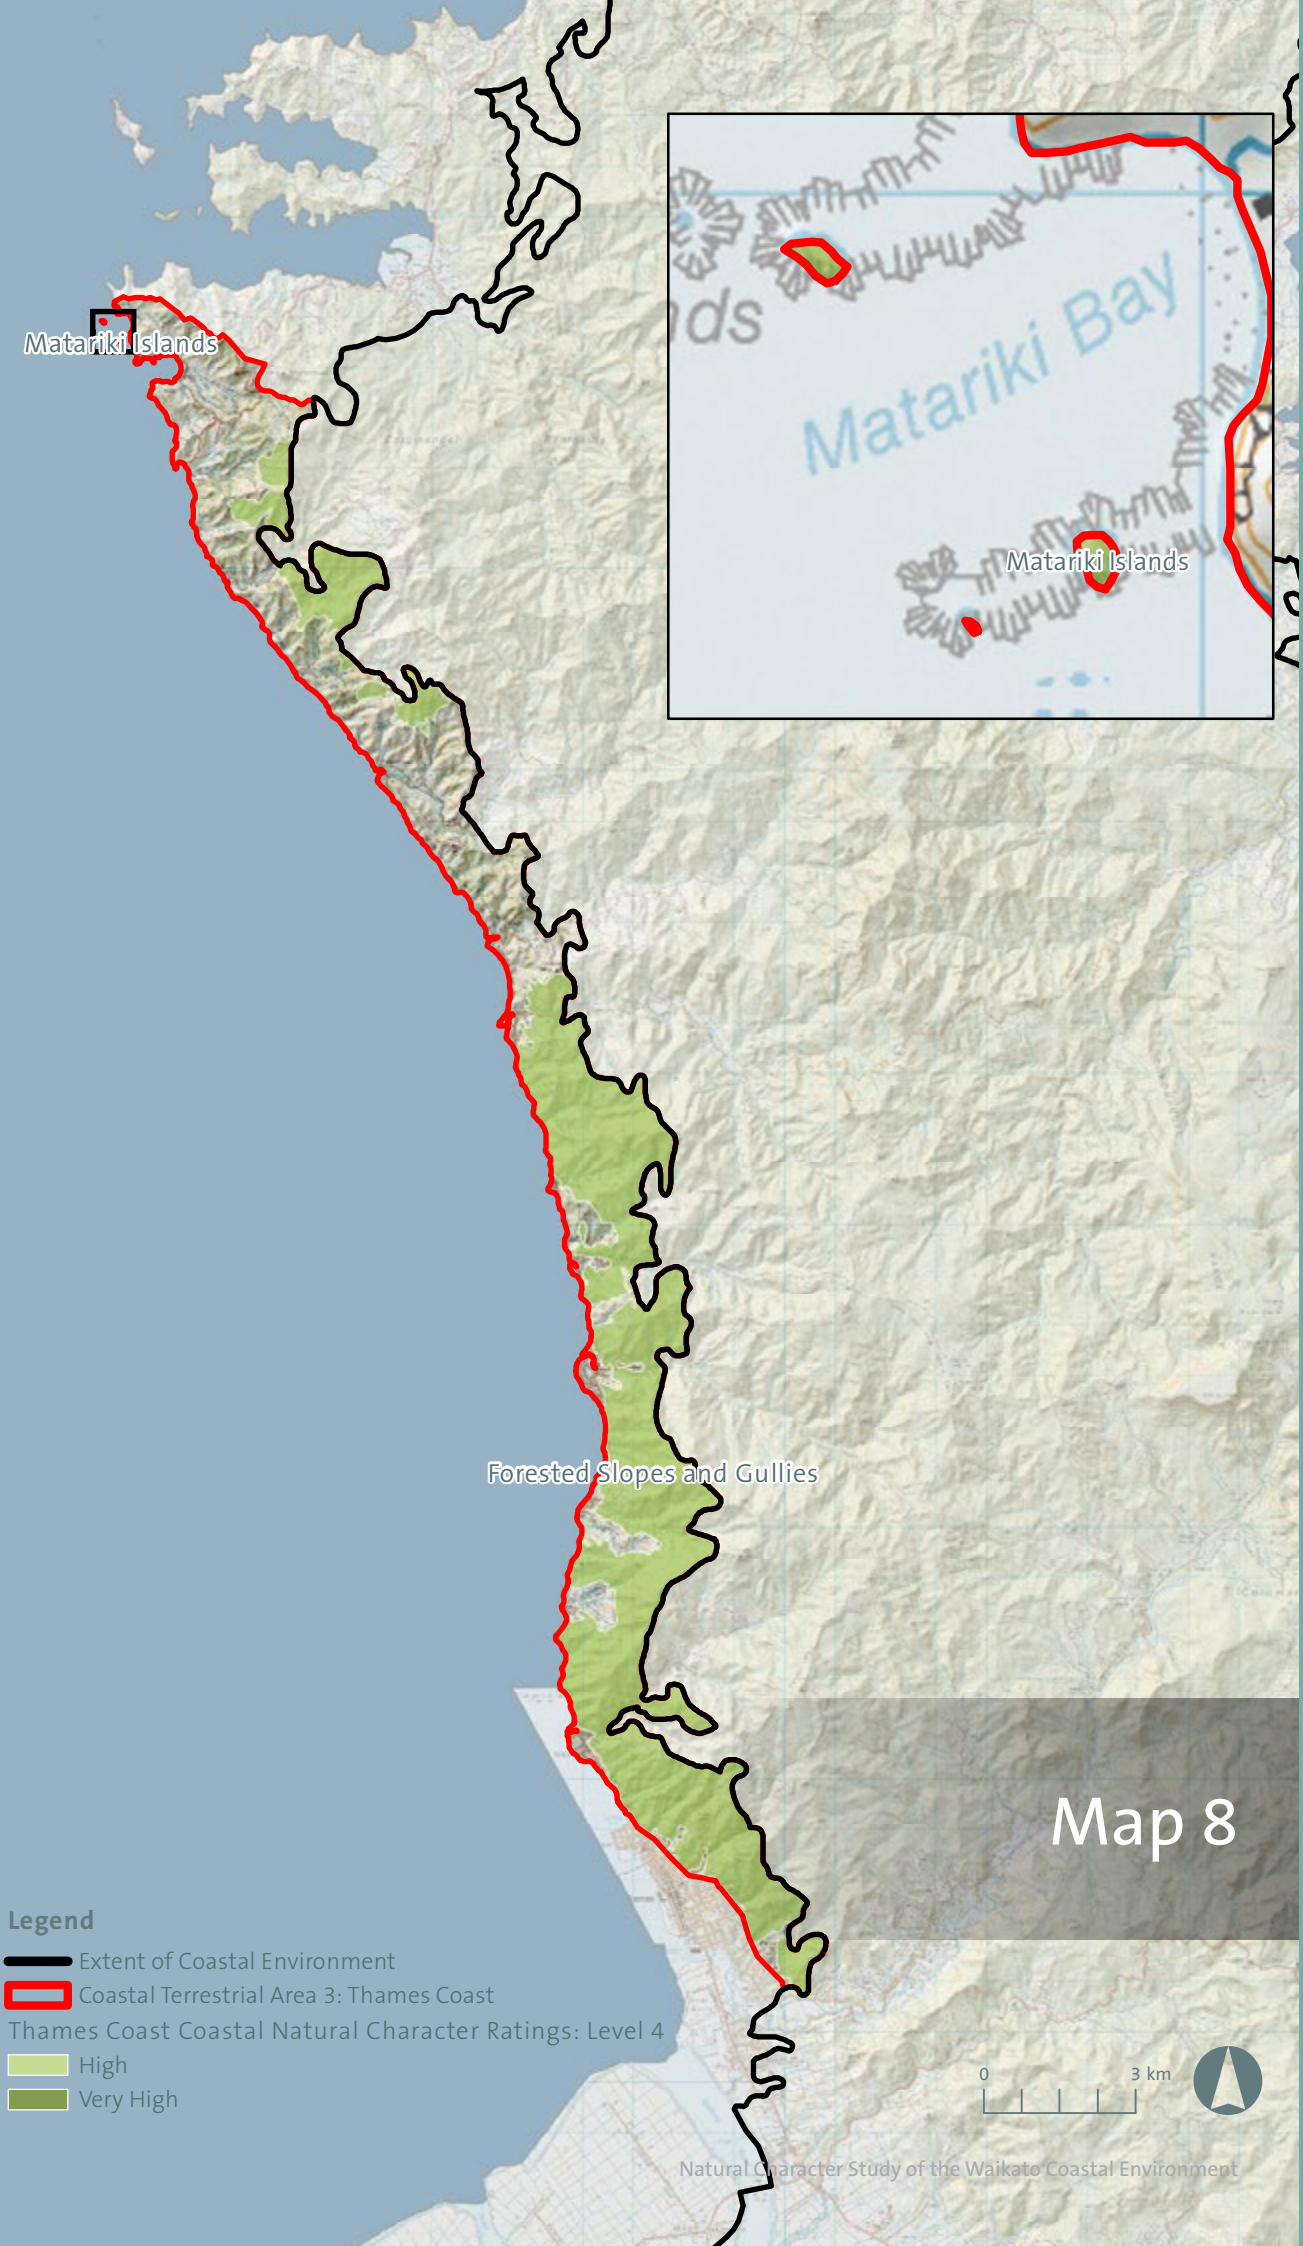 Matariki Islands
nds
Matariki Bay
Matariki Islands
Forested Slopes and Gullies
Map 8
Legend
Extent of Coastal Environment
Coastal Terrestrial Area 3: Thames Coast
Thames Coast Coastal Natural Character Ratings: Level 4
High
Very High
0 3 km
Natural Character Study of the Waikato Coastal Environment